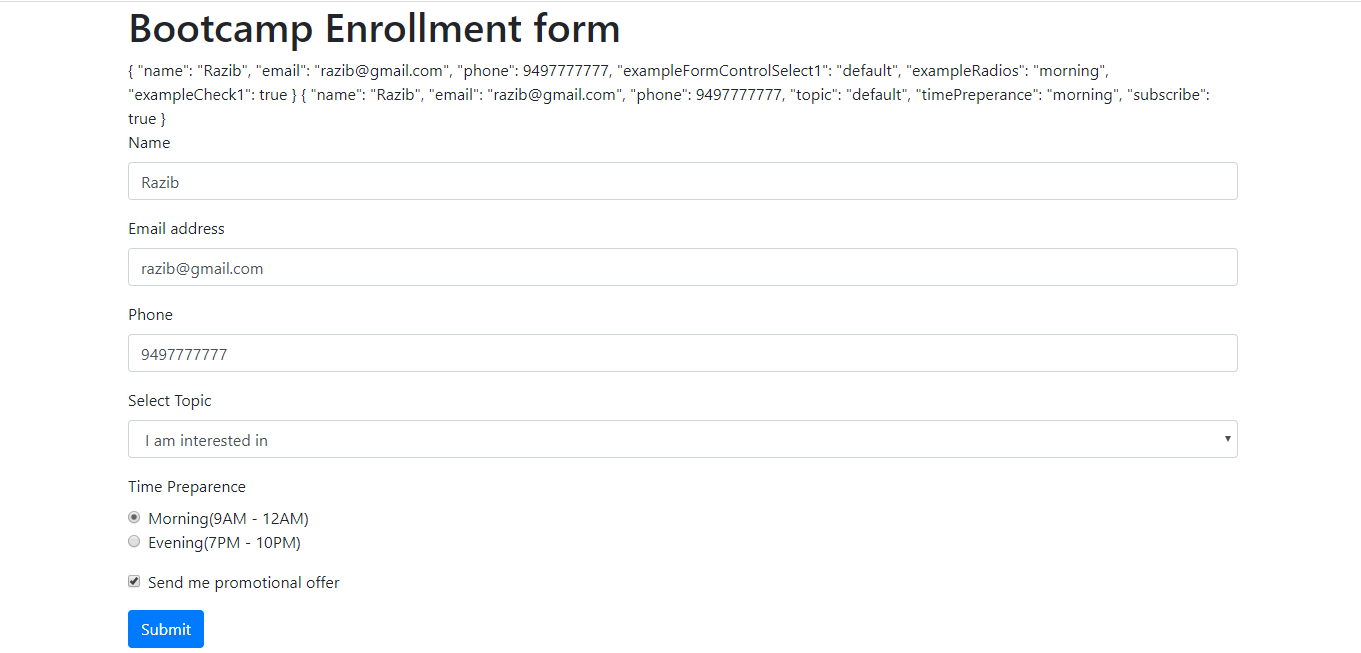 Bootcamp Enrollment form
{ "name": "Razib", "email": "razib@gmail.com", "phone": 9497777777, "exampleFormControlSelect1": "default", "exampleRadios": "morning",
"exampleCheck1": true } { "name": "Razib", "email": "razib@gmail.com", "phone": 9497777777, "topic": "default", "timePreperance": "morning", "subscribe":
true }
Name
Razib
Email address
razib@gmail.com
Phone
9497777777
Select Topic
I am interested in
Time Preparence
Morning(9AM - 12AM)
Evening(7PM - 10PM)
Send me promotional offer
Submit